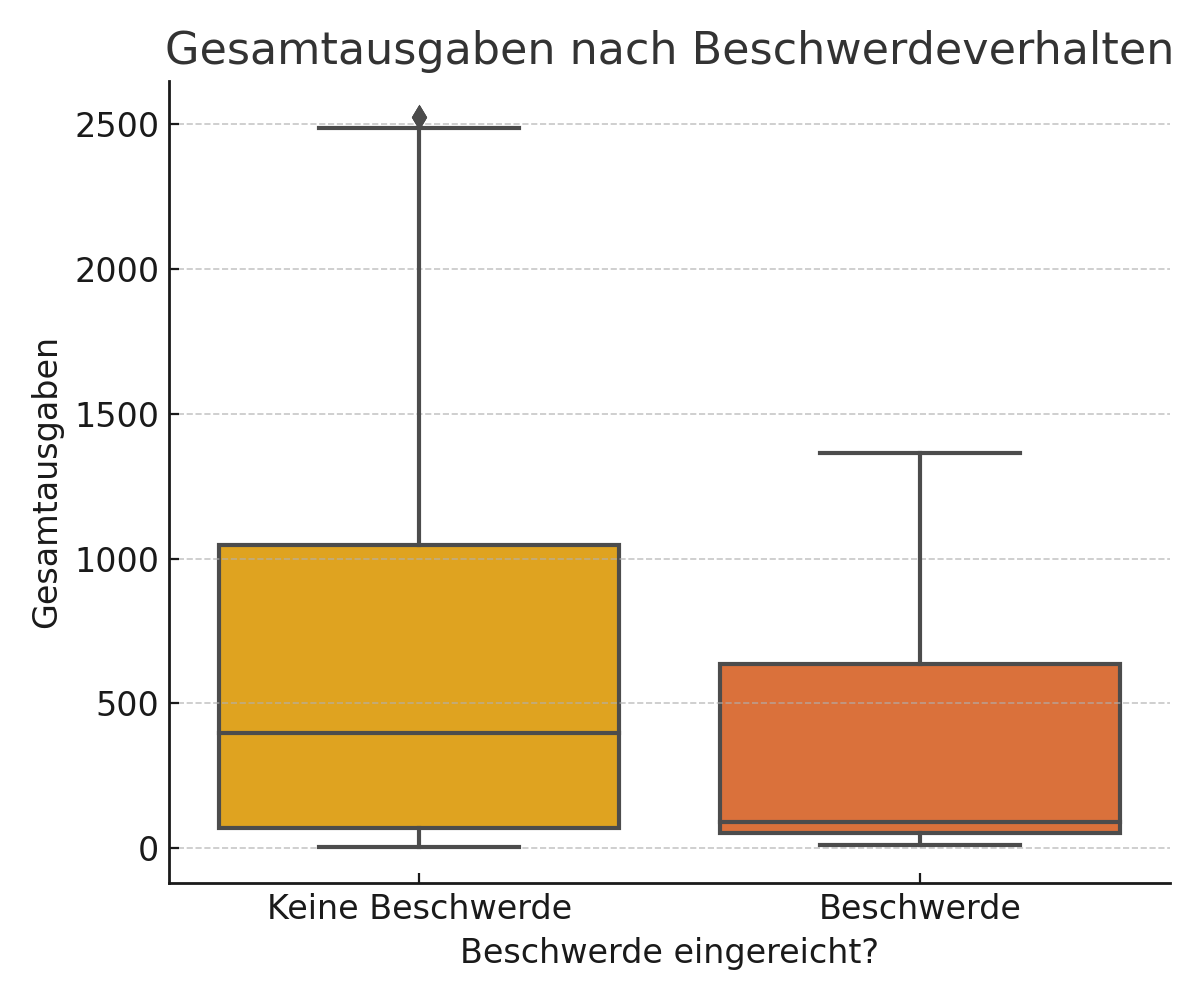 Gesamtausgaben nach Beschwerdeverhalten
Gesamtausgaben
2500
2000
1500
1000
500
0
Keine Beschwerde
Beschwerde
Beschwerde eingereicht?